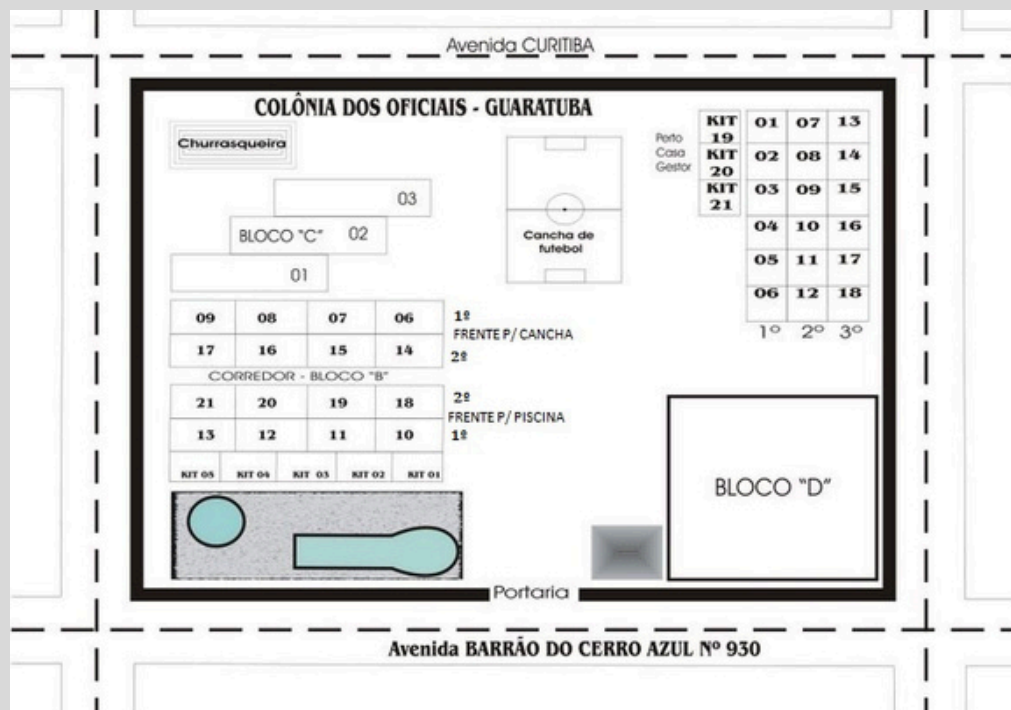 Avenida CURITIBA
COLÔNIA DOS OFICIAIS - GUARATUBA
Churrasqueira
03
BLOCO "C" 02
01
Cancha de
futebol
Perto
Casa
Gestor
KIT
19
KIT
20
KIT
21
01 07 13
02 08 14
03 09 15
04 10 16
05 11 17
06 12 18
1º 2º 3º
09 08 07 06 1º
FRENTE P/ CANCHA
17 16 15 14 2º
CORREDOR - BLOCO "B"
21 20 19 18 2º
FRENTE P/ PISCINA
13 12 11 10 1º
KIT 05 KIT 04 KIT 03 KIT 02 KIT 01
BLOCO "D"
Portaria
Avenida BARRÃO DO CERRO AZUL Nº 930